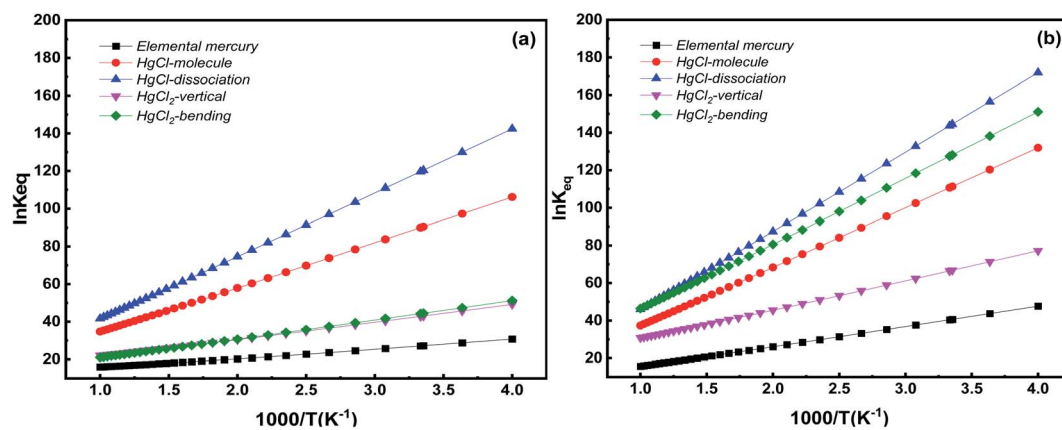 (a)
Elemental mercury
HgCl-molecule
HgCl-dissociation
HgCl₂-vertical
HgCl₂-bending
lnKeq
200
180
160
140
120
100
80
60
40
20
1.0 1.5 2.0 2.5 3.0 3.5 4.0
1000/T(K⁻¹)
(b)
Elemental mercury
HgCl-molecule
HgCl-dissociation
HgCl₂-vertical
HgCl₂-bending
lnK_eq
200
180
160
140
120
100
80
60
40
20
1.0 1.5 2.0 2.5 3.0 3.5 4.0
1000/T(K⁻¹)